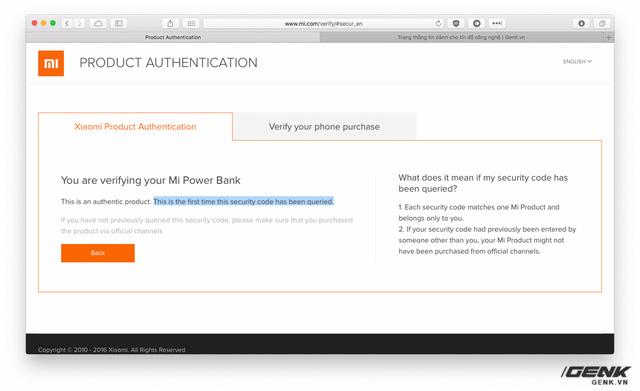 www.mi.com/verify/#secur_en
Product Authentication
Trang thông tin dành cho tín đồ công nghệ | Genk.vn
mi
PRODUCT AUTHENTICATION
ENGLISH
Xiaomi Product Authentication
Verify your phone purchase
You are verifying your Mi Power Bank
This is an authentic product. This is the first time this security code has been queried.
If you have not previously queried this security code, please make sure that you purchased
the product via official channels
Back
What does it mean if my security code has
been queried?
1. Each security code matches one Mi Product and
belongs only to you.
2. If your security code had previously been entered by
someone other than you, your Mi Product might not
have been purchased from official channels.
Copyright © 2010 - 2016 Xiaomi. All Rights Reserved
GENK
GENK.VN